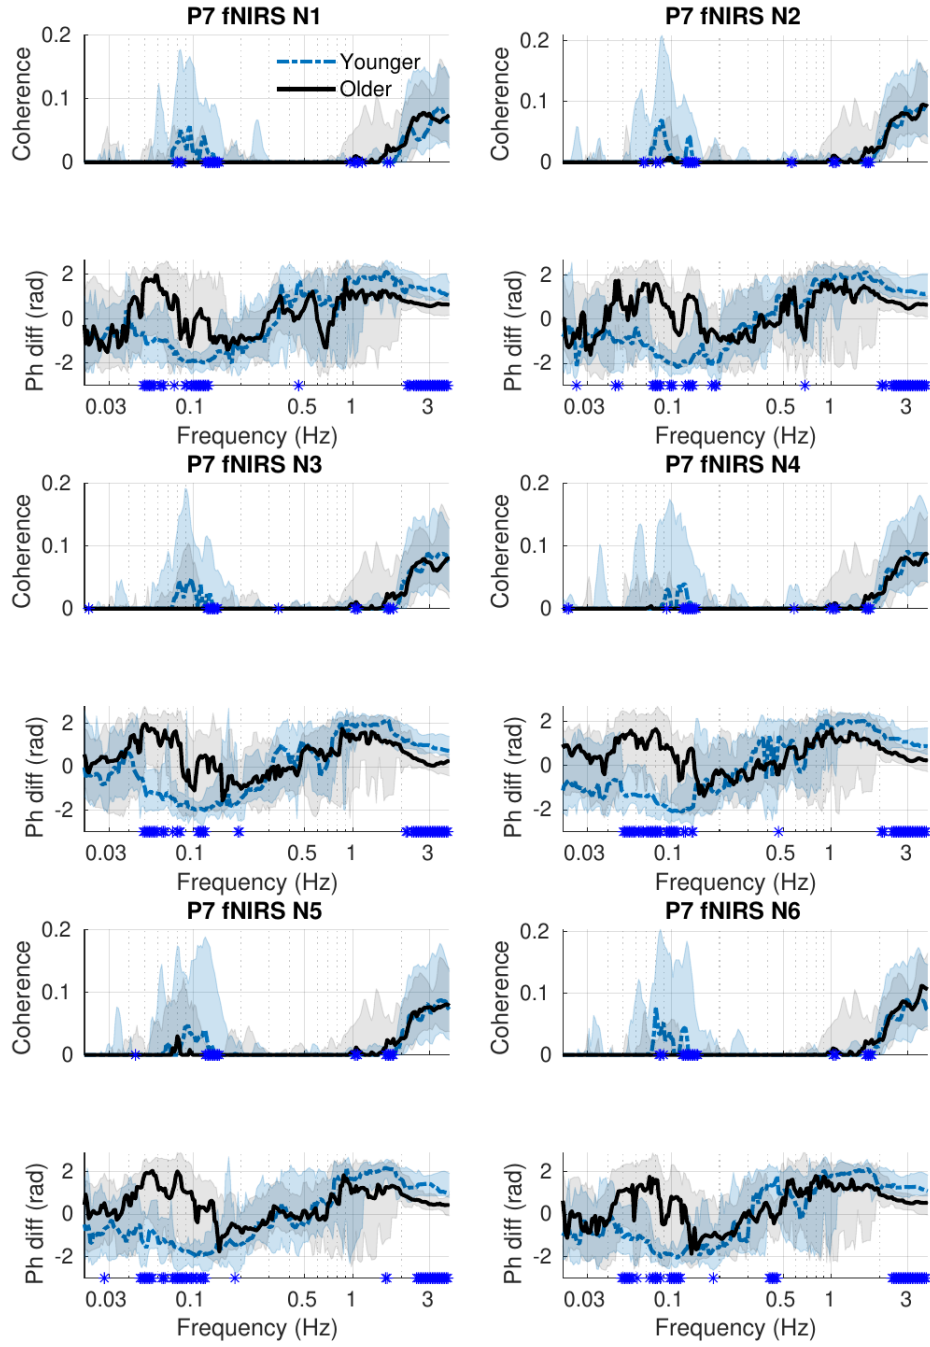 P7 fNIRS N1
Coherence
0.2
0.1
0
Younger
Older
Ph diff (rad)
2
0
-2
0.03 0.1 0.5 1 3
Frequency (Hz)
P7 fNIRS N2
Coherence
0.2
0.1
0
Ph diff (rad)
2
0
-2
0.03 0.1 0.5 1 3
Frequency (Hz)
P7 fNIRS N3
Coherence
0.2
0.1
0
Ph diff (rad)
2
0
-2
0.03 0.1 0.5 1 3
Frequency (Hz)
P7 fNIRS N4
Coherence
0.2
0.1
0
Ph diff (rad)
2
0
-2
0.03 0.1 0.5 1 3
Frequency (Hz)
P7 fNIRS N5
Coherence
0.2
0.1
0
Ph diff (rad)
2
0
-2
0.03 0.1 0.5 1 3
Frequency (Hz)
P7 fNIRS N6
Coherence
0.2
0.1
0
Ph diff (rad)
2
0
-2
0.03 0.1 0.5 1 3
Frequency (Hz)